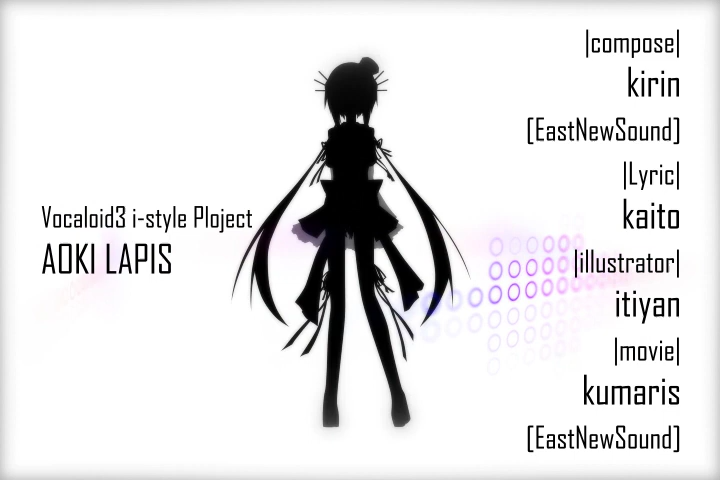 Vocaloid3 i-style Ploject
AOKI LAPIS
|compose|
kirin
[EastNewSound]
|Lyric|
kaito
|illustrator|
itiyan
|movie|
kumaris
[EastNewSound]